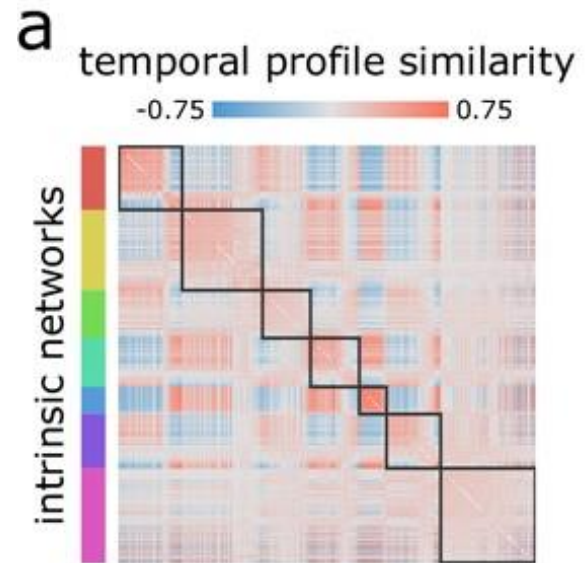 a
temporal profile similarity
-0.75 0.75
intrinsic networks